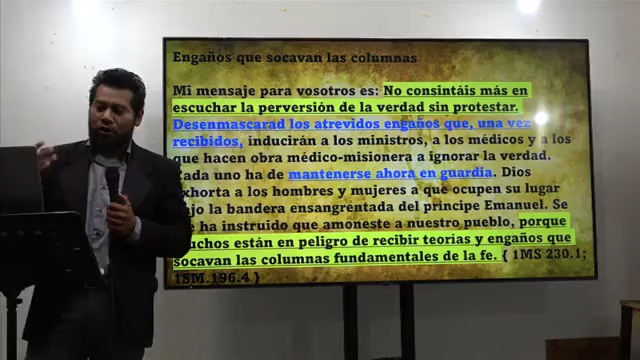 Engaños que socavan las columnas
Mi mensaje para vosotros es: No consintáis más en
escuchar la perversión de la verdad sin protestar.
Desenmascarad los atrevidos engaños que, una vez
recibidos, inducirán a los ministros, a los médicos y a los
que hacen obra médico-misionera a ignorar la verdad.
Cada uno ha de mantenerse ahora en guardia. Dios
exhorta a los hombres y mujeres a que ocupen su lugar
bajo la bandera ensangrentada del príncipe Emanuel. Se
ha instruido que amoneste a nuestro pueblo, porque
muchos están en peligro de recibir teorías y engaños que
socavan las columnas fundamentales de la fe. { 1MS 230.1;
1SM.196.4 }